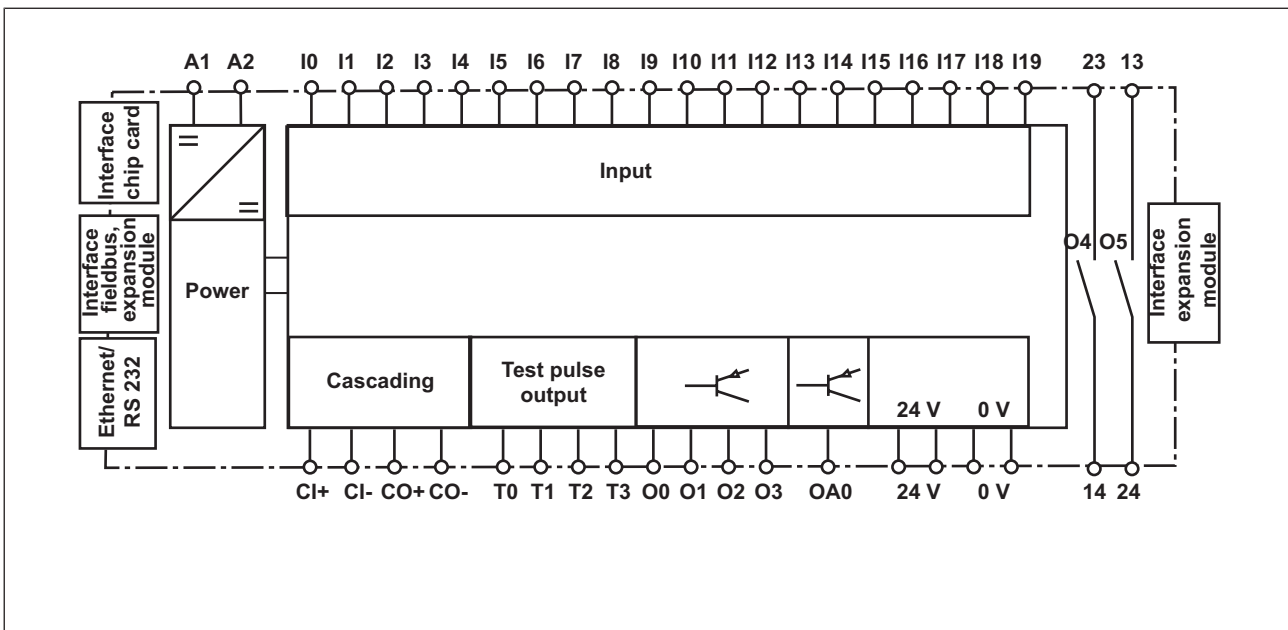 A1 A2 I0 I1 I2 I3 I4 I5 I6 I7 I8 I9 I10 I11 I12 I13 I14 I15 I16 I17 I18 I19 23 13
Interface
chip card
Interface
fieldbus,
expansion
module
Ethernet/
RS 232
Power
Input
O4 O5
Interface
expansion
module
Cascading
Test pulse
output
24 V 0 V
CI+ CI- CO+ CO- T0 T1 T2 T3 O0 O1 O2 O3 OA0 24 V 0 V 14 24